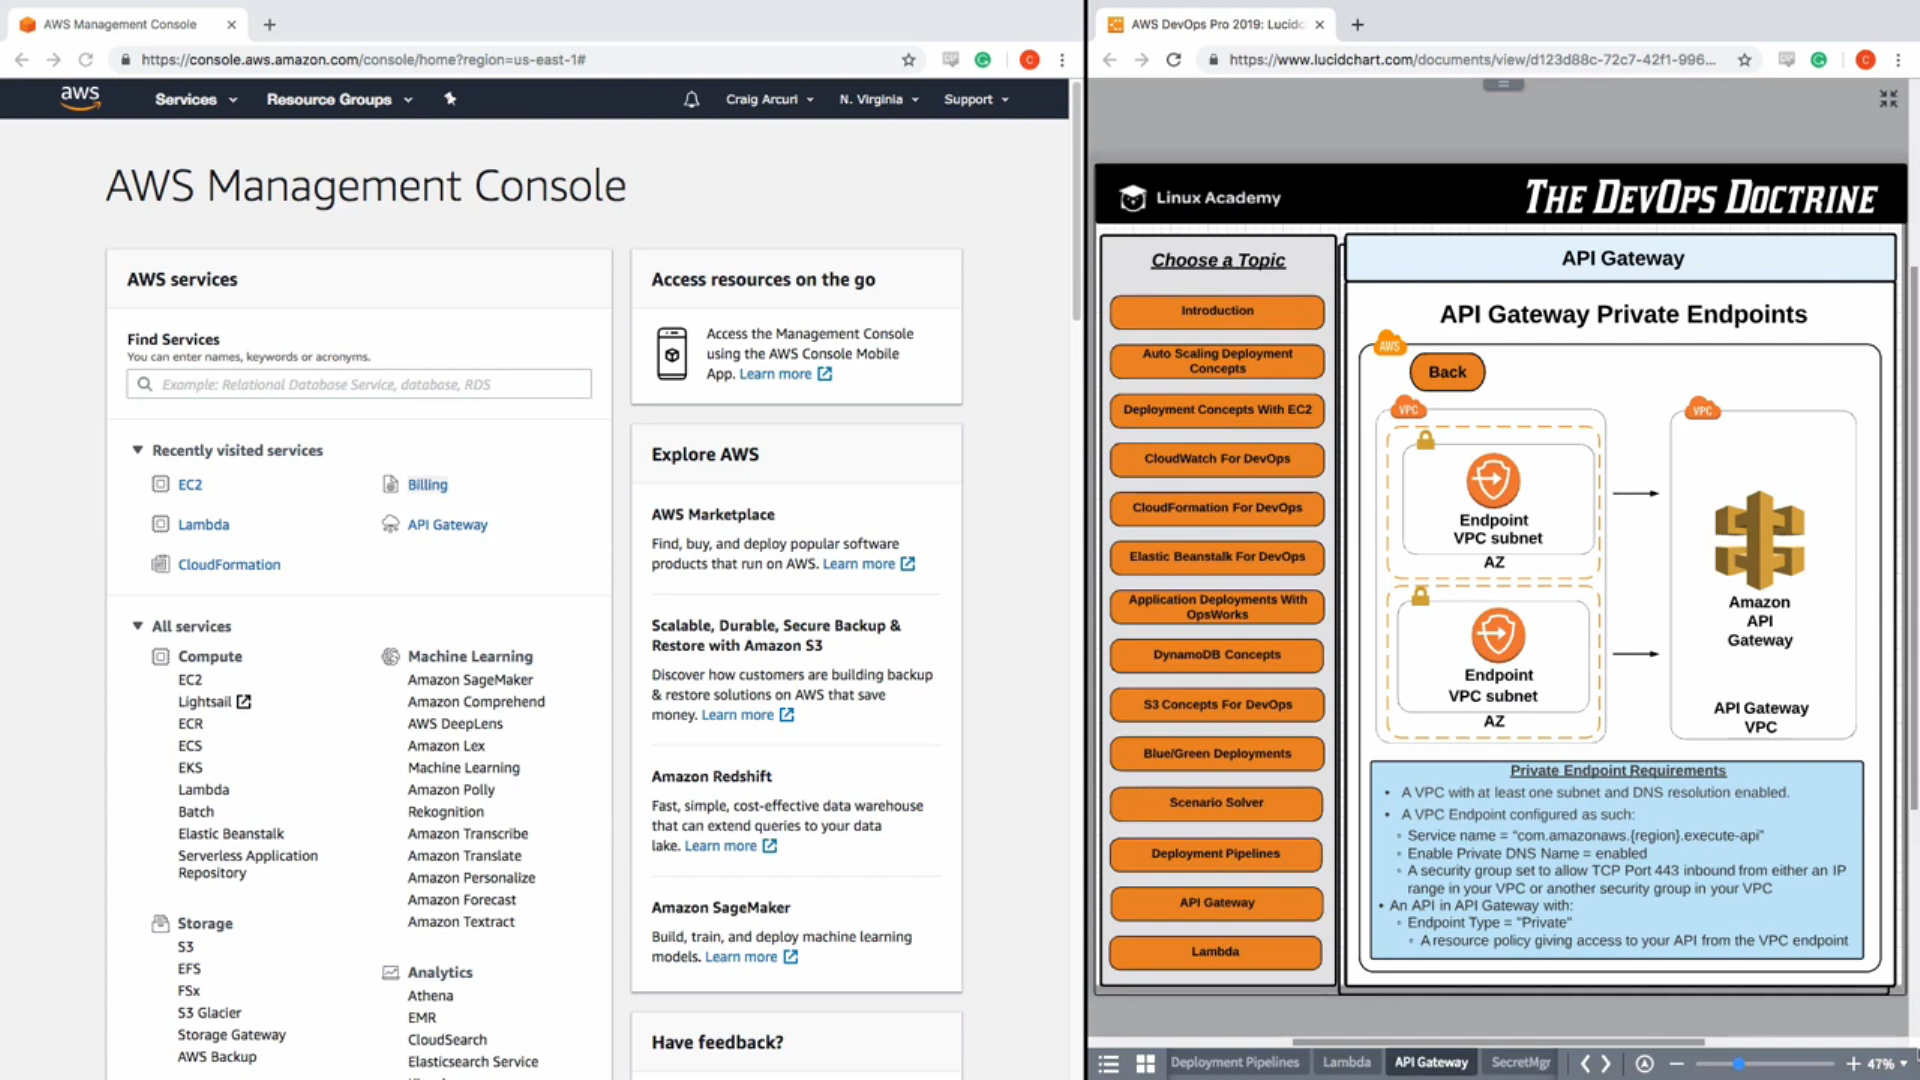 AWS Management Console
https://console.aws.amazon.com/console/home?region=us-east-1#
C
aws
Services
Resource Groups
Craig Arcurl
N. Virginia
Support
AWS Management Console
AWS services
Find Services
You can enter names, keywords or acronyms.
Example: Relational Database Service, database, RDS
Recently visited services
EC2
Billing
Lambda
API Gateway
CloudFormation
All services
Compute
EC2
Lightsail
ECR
ECS
EKS
Lambda
Batch
Elastic Beanstalk
Serverless Application
Repository
Storage
S3
EFS
FSx
S3 Glacier
Storage Gateway
AWS Backup
Machine Learning
Amazon SageMaker
Amazon Comprehend
AWS DeepLens
Amazon Lex
Machine Learning
Amazon Polly
Rekognition
Amazon Transcribe
Amazon Translate
Amazon Personalize
Amazon Forecast
Amazon Textract
Analytics
Athena
EMR
CloudSearch
Elasticsearch Service
Access resources on the go
Access the Management Console
using the AWS Console Mobile
App. Learn more
Explore AWS
AWS Marketplace
Find, buy, and deploy popular software
products that run on AWS. Learn more
Scalable, Durable, Secure Backup &
Restore with Amazon S3
Discover how customers are building backup
& restore solutions on AWS that save
money. Learn more
Amazon Redshift
Fast, simple, cost-effective data warehouse
that can extend queries to your data
lake. Learn more
Amazon SageMaker
Build, train, and deploy machine learning
models. Learn more
Have feedback?
AWS DevOps Pro 2019: Lucidc
https://www.lucidchart.com/documents/view/d123d88c-72c7-42f1-996...
C
Linux Academy
THE DEVOPS DOCTRINE
Choose a Topic
Introduction
Auto Scaling Deployment
Concepts
Deployment Concepts With EC2
CloudWatch For DevOps
CloudFormation For DevOps
Elastic Beanstalk For DevOps
Application Deployments With
OpsWorks
DynamoDB Concepts
S3 Concepts For DevOps
Blue/Green Deployments
Scenario Solver
Deployment Pipelines
API Gateway
Lambda
API Gateway
API Gateway Private Endpoints
AWS
Back
VPC
Endpoint
VPC subnet
AZ
Endpoint
VPC subnet
AZ
VPC
Amazon
API
Gateway
API Gateway
VPC
Private Endpoint Requirements
• A VPC with at least one subnet and DNS resolution enabled.
• A VPC Endpoint configured as such:
◦ Service name = "com.amazonaws.{region}.execute-api"
◦ Enable Private DNS Name = enabled
◦ A security group set to allow TCP Port 443 inbound from either an IP
range in your VPC or another security group in your VPC
• An API in API Gateway with:
◦ Endpoint Type = "Private"
◦ A resource policy giving access to your API from the VPC endpoint
Deployment Pipelines
Lambda
API Gateway
SecretMgr
47%